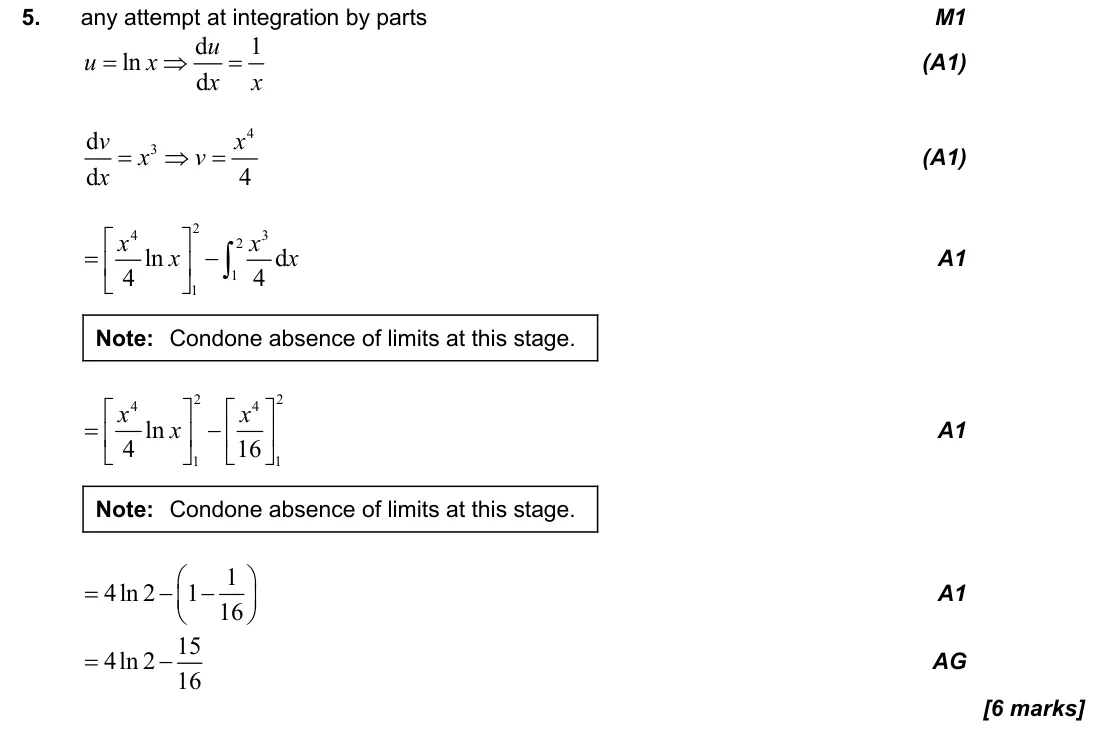 5. any attempt at integration by parts M1
u = ln x ⇒ du/dx = 1/x (A1)
dv/dx = x³ ⇒ v = x⁴/4 (A1)
= [x⁴/4 ln x]₁² − ∫₁² x³/4 dx A1
Note: Condone absence of limits at this stage.
= [x⁴/4 ln x]₁² − [x⁴/16]₁² A1
Note: Condone absence of limits at this stage.
= 4 ln 2 − (1 − 1/16) A1
= 4 ln 2 − 15/16 AG
[6 marks]